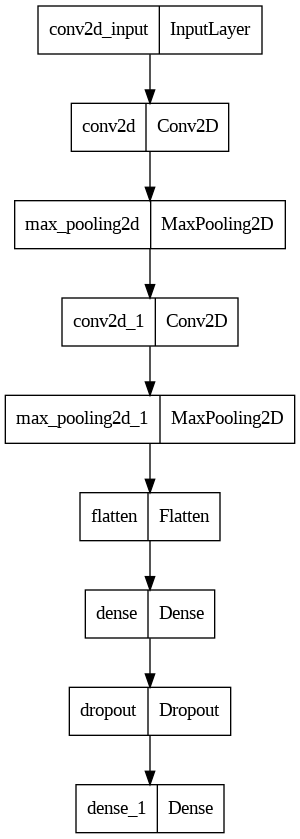 conv2d_input InputLayer
conv2d Conv2D
max_pooling2d MaxPooling2D
conv2d_1 Conv2D
max_pooling2d_1 MaxPooling2D
flatten Flatten
dense Dense
dropout Dropout
dense_1 Dense